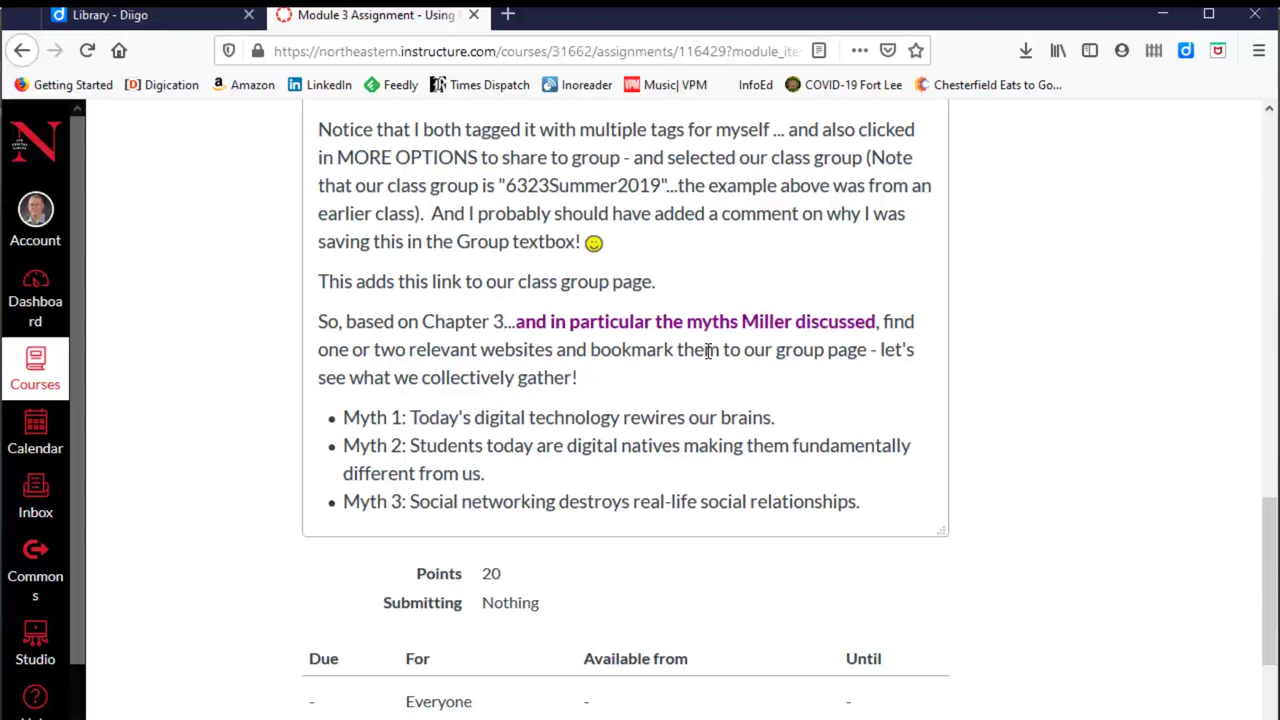 Library - Diigo
Module 3 Assignment - Using
https://northeastern.instructure.com/courses/31662/assignments/116429?module_ite
Getting Started
Digication
Amazon
LinkedIn
Feedly
Times Dispatch
Inoreader
Music| VPM
InfoEd
COVID-19 Fort Lee
Chesterfield Eats to Go...
Notice that I both tagged it with multiple tags for myself ... and also clicked
in MORE OPTIONS to share to group - and selected our class group (Note
that our class group is "6323Summer2019"...the example above was from an
earlier class). And I probably should have added a comment on why I was
saving this in the Group textbox!
This adds this link to our class group page.
So, based on Chapter 3...and in particular the myths Miller discussed, find
one or two relevant websites and bookmark them to our group page - let's
see what we collectively gather!
Myth 1: Today's digital technology rewires our brains.
Myth 2: Students today are digital natives making them fundamentally
different from us.
Myth 3: Social networking destroys real-life social relationships.
Points 20
Submitting Nothing
Due For Available from Until
- Everyone - -
N
Account
Dashboa
rd
Courses
Calendar
Inbox
Common
s
Studio